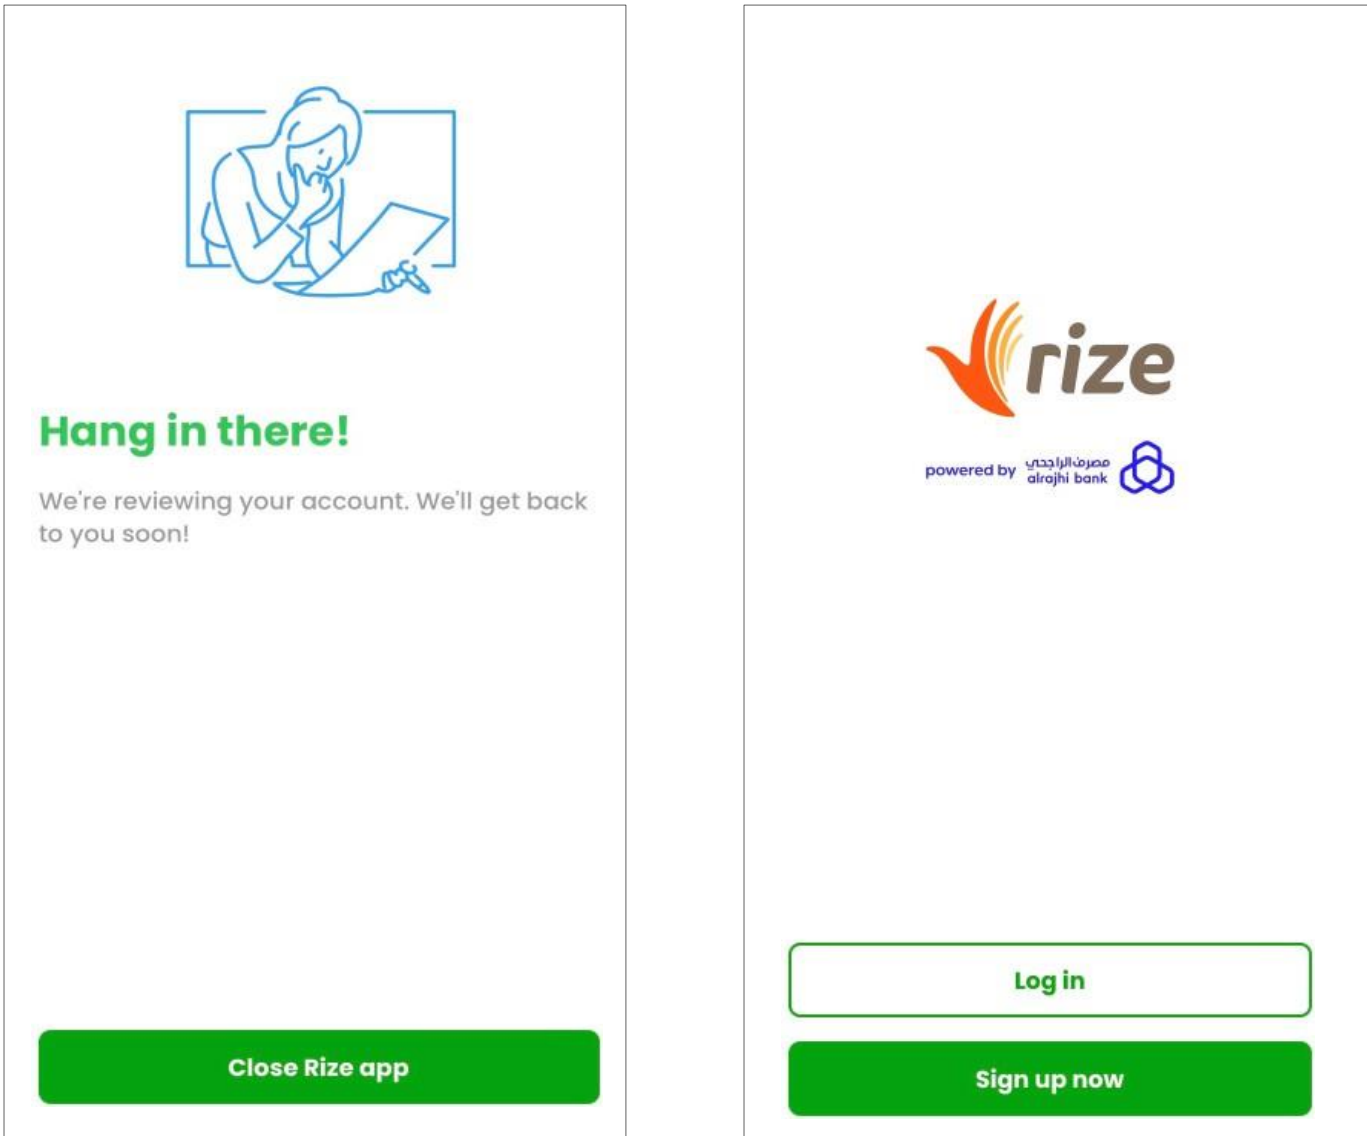 Hang in there!
We're reviewing your account. We'll get back
to you soon!
Close Rize app
rize
powered by
مصرف الراجحي
alrajhi bank
Log in
Sign up now